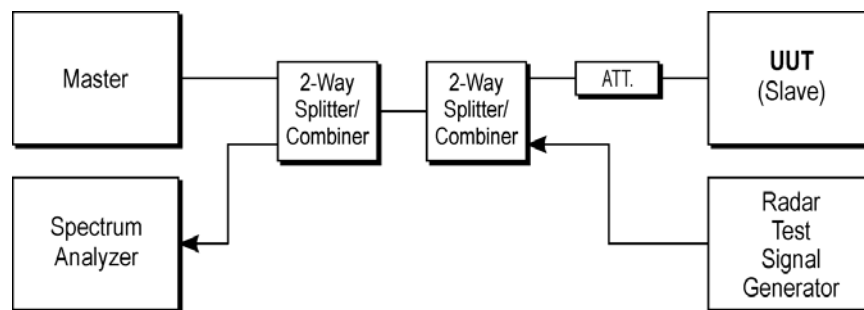 Master
2-Way
Splitter/
Combiner
2-Way
Splitter/
Combiner
ATT.
UUT
(Slave)
Spectrum
Analyzer
Radar
Test
Signal
Generator